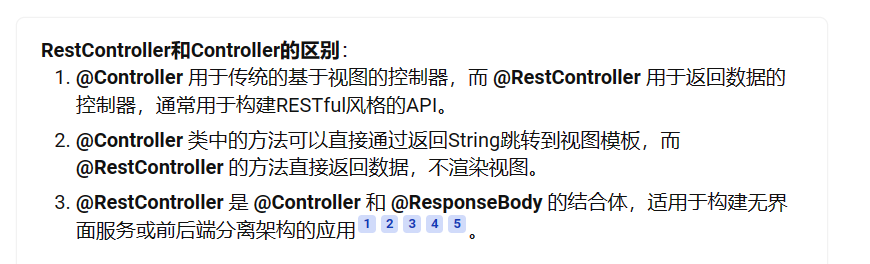 RestController和Controller的区别：
1. @Controller 用于传统的基于视图的控制器，而 @RestController 用于返回数据的
控制器，通常用于构建RESTful风格的API。
2. @Controller 类中的方法可以直接通过返回String跳转到视图模板，而
@RestController 的方法直接返回数据，不渲染视图。
3. @RestController 是 @Controller 和 @ResponseBody 的结合体，适用于构建无界
面服务或前后端分离架构的应用 1 2 3 4 5 。